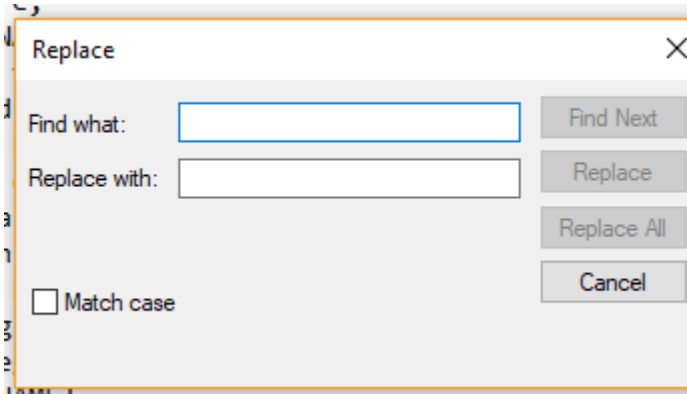 Replace
Find what:
Find Next
Replace with:
Replace
Replace All
Cancel
Match case